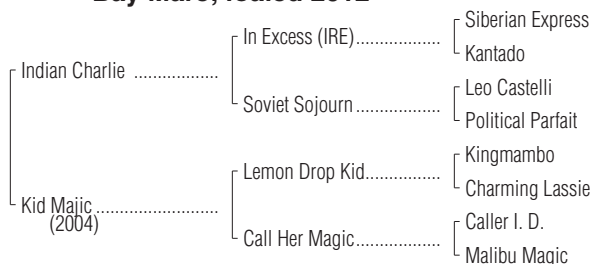 Bay Mare; foaled 2012
Siberian Express
In Excess (IRE)..................
Kantado
Indian Charlie ..................
Leo Castelli
Soviet Sojourn..................
Political Parfait
Kingmambo
Lemon Drop Kid................
Charming Lassie
Kid Majic..........................
(2004)
Caller I. D.
Call Her Magic..................
Malibu Magic